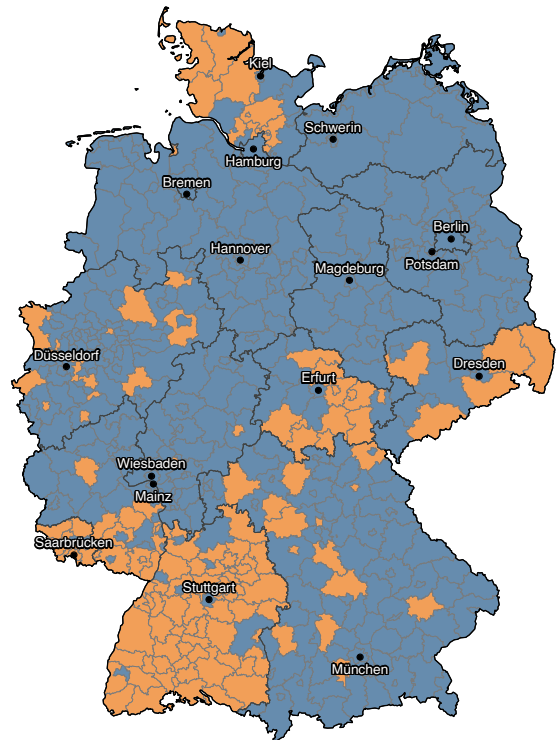 Kiel
Schwerin
Hamburg
Bremen
Berlin
Hannover
Potsdam
Magdeburg
Düsseldorf
Dresden
Erfurt
Wiesbaden
Mainz
Saarbrücken
Stuttgart
München